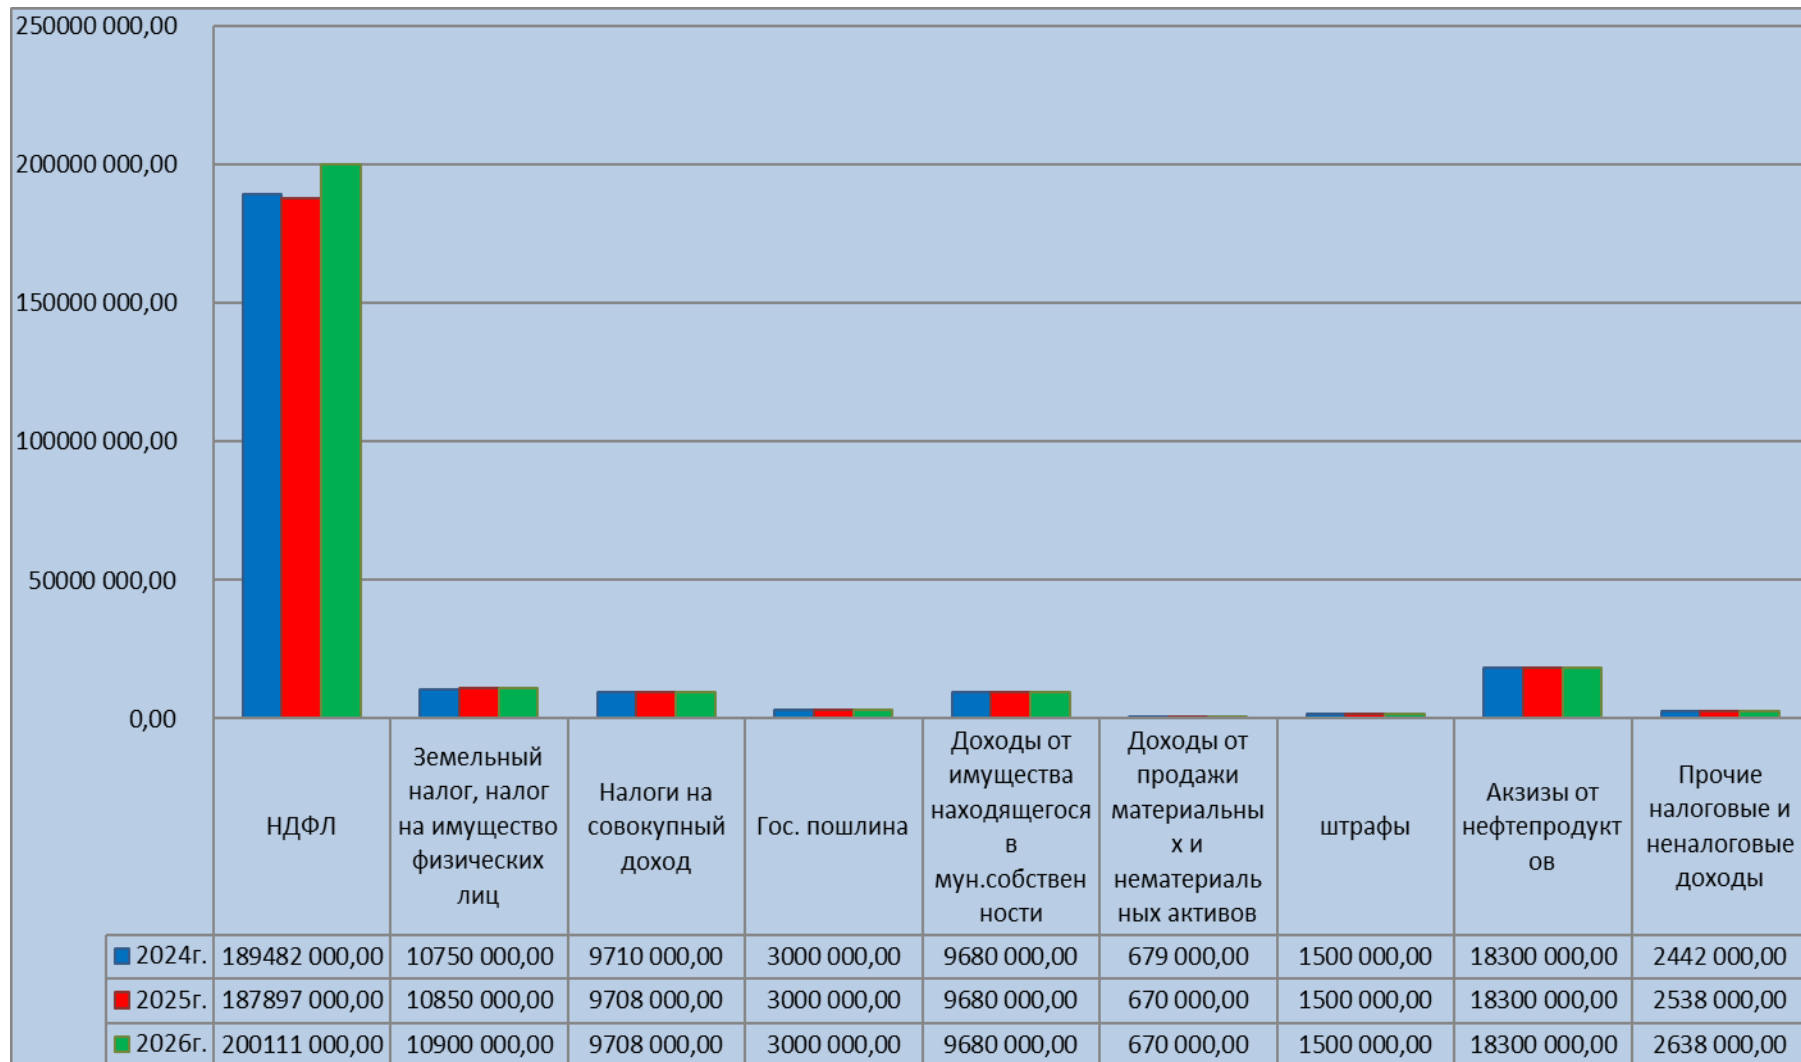 250000 000,00
200000 000,00
150000 000,00
100000 000,00
50000 000,00
0,00
НДФЛ
Земельный
налог, налог
на имущество
физических
лиц
Налоги на
совокупный
доход
Гос. пошлина
Доходы от
имущества
находящегося
в
мун.собствен
ности
Доходы от
продажи
материальны
х и
нематериаль
ных активов
штрафы
Акзизы от
нефтепродукт
ов
Прочие
налоговые и
неналоговые
доходы
2024г. 189482 000,00 10750 000,00 9710 000,00 3000 000,00 9680 000,00 679 000,00 1500 000,00 18300 000,00 2442 000,00
2025г. 187897 000,00 10850 000,00 9708 000,00 3000 000,00 9680 000,00 670 000,00 1500 000,00 18300 000,00 2538 000,00
2026г. 200111 000,00 10900 000,00 9708 000,00 3000 000,00 9680 000,00 670 000,00 1500 000,00 18300 000,00 2638 000,00